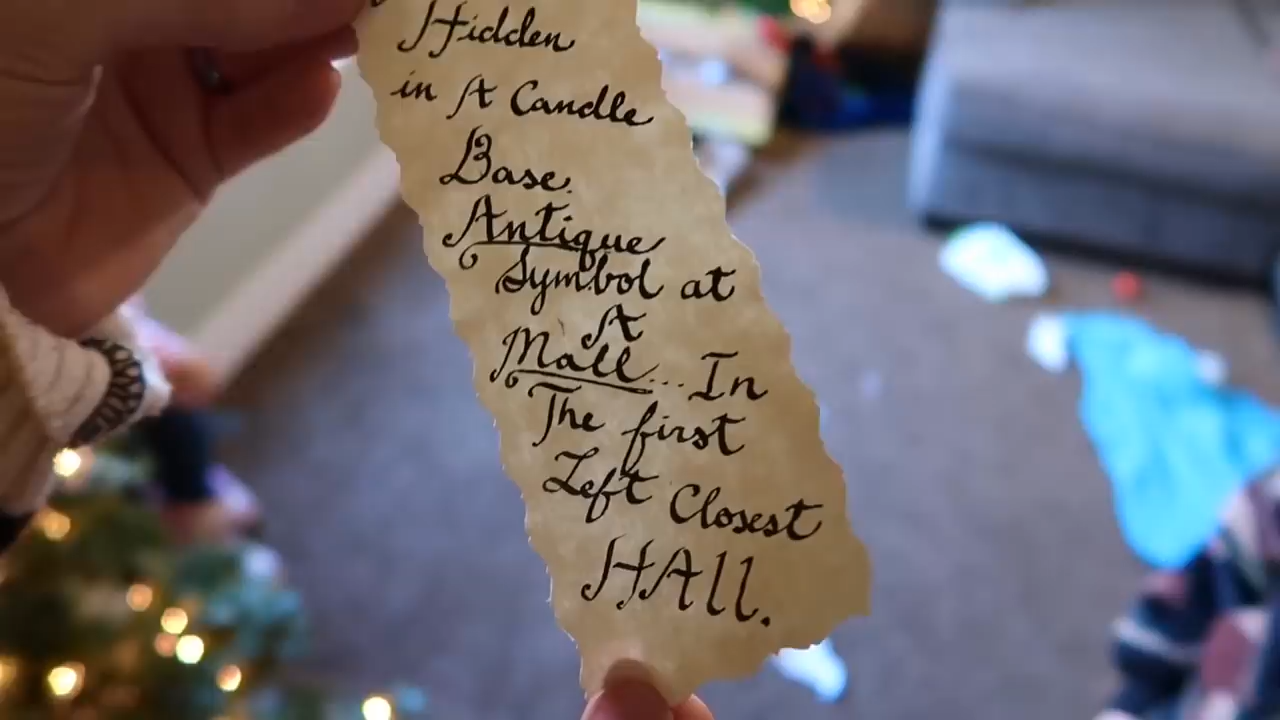 Hidden
in A Candle
Base.
Antique
Symbol at
A
Mall... In
The first
Left Closest
HAll.